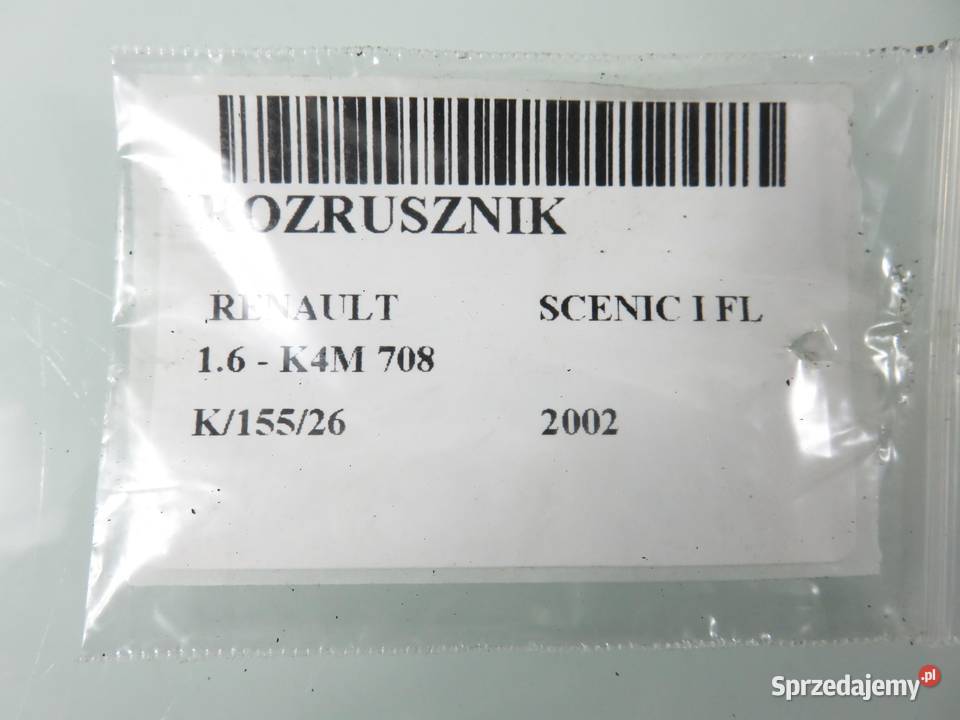 ROZRUSZNIK
RENAULT SCENIC I FL
1.6 - K4M 708
K/155/26 2002
Sprzedajemy.pl